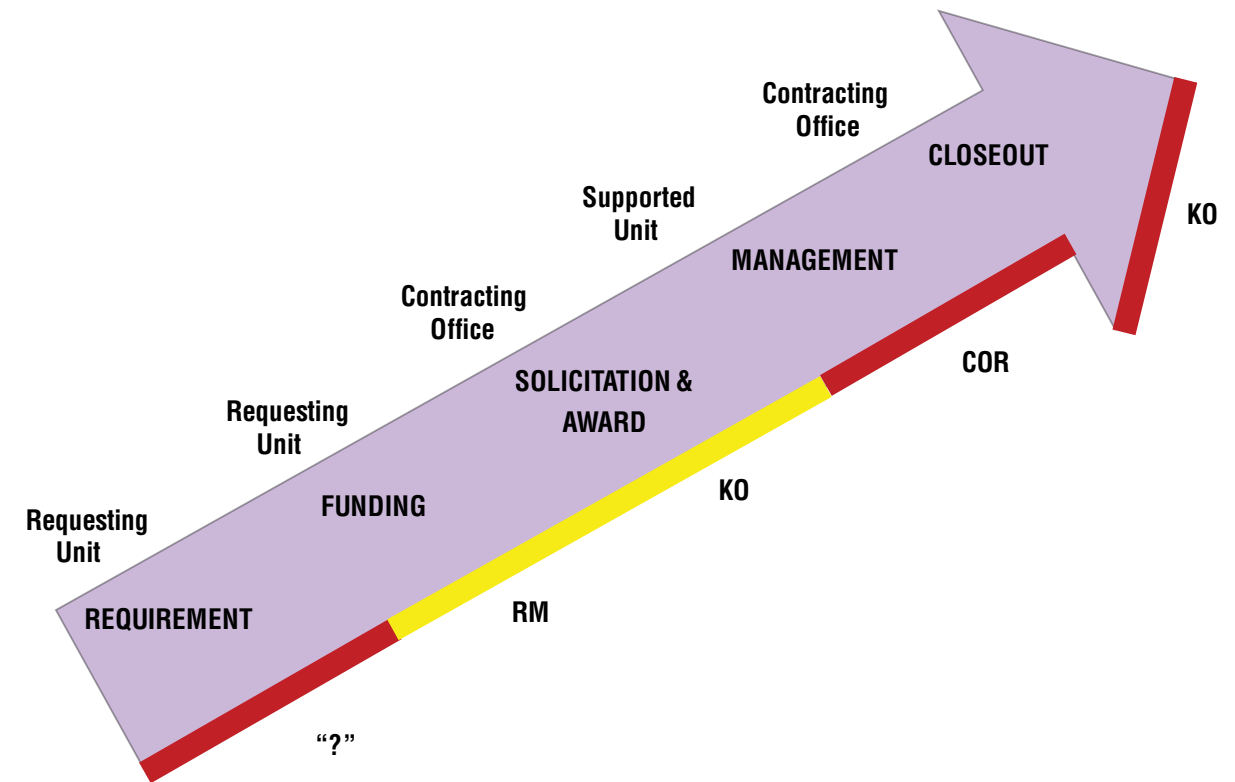 Contracting
Office
CLOSEOUT
KO
Supported
Unit
MANAGEMENT
COR
Contracting
Office
SOLICITATION &
AWARD
KO
Requesting
Unit
FUNDING
RM
Requesting
Unit
REQUIREMENT
“?”